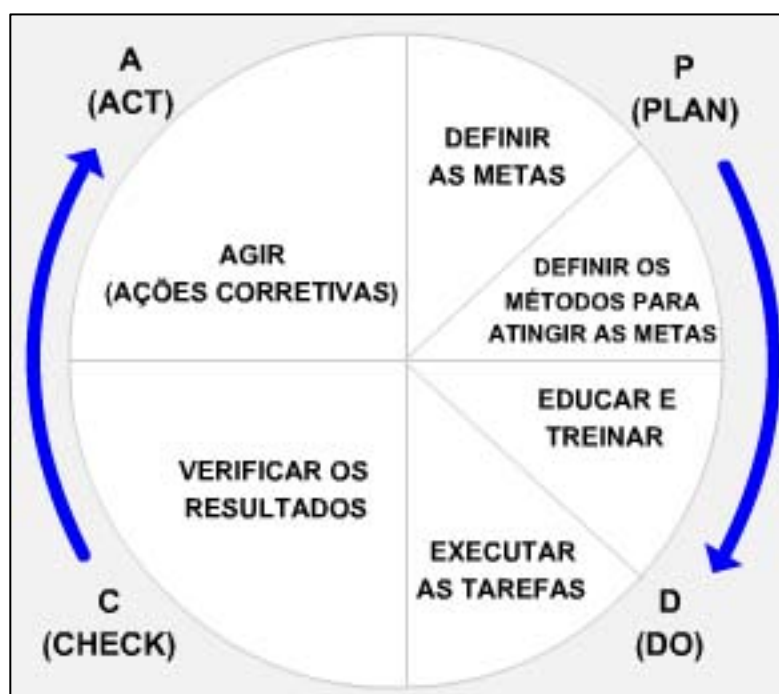 A
(ACT)
P
(PLAN)
DEFINIR
AS METAS
DEFINIR OS
MÉTODOS PARA
ATINGIR AS METAS
EDUCAR E
TREINAR
EXECUTAR
AS TAREFAS
D
(DO)
VERIFICAR OS
RESULTADOS
C
(CHECK)
AGIR
(AÇÕES CORRETIVAS)